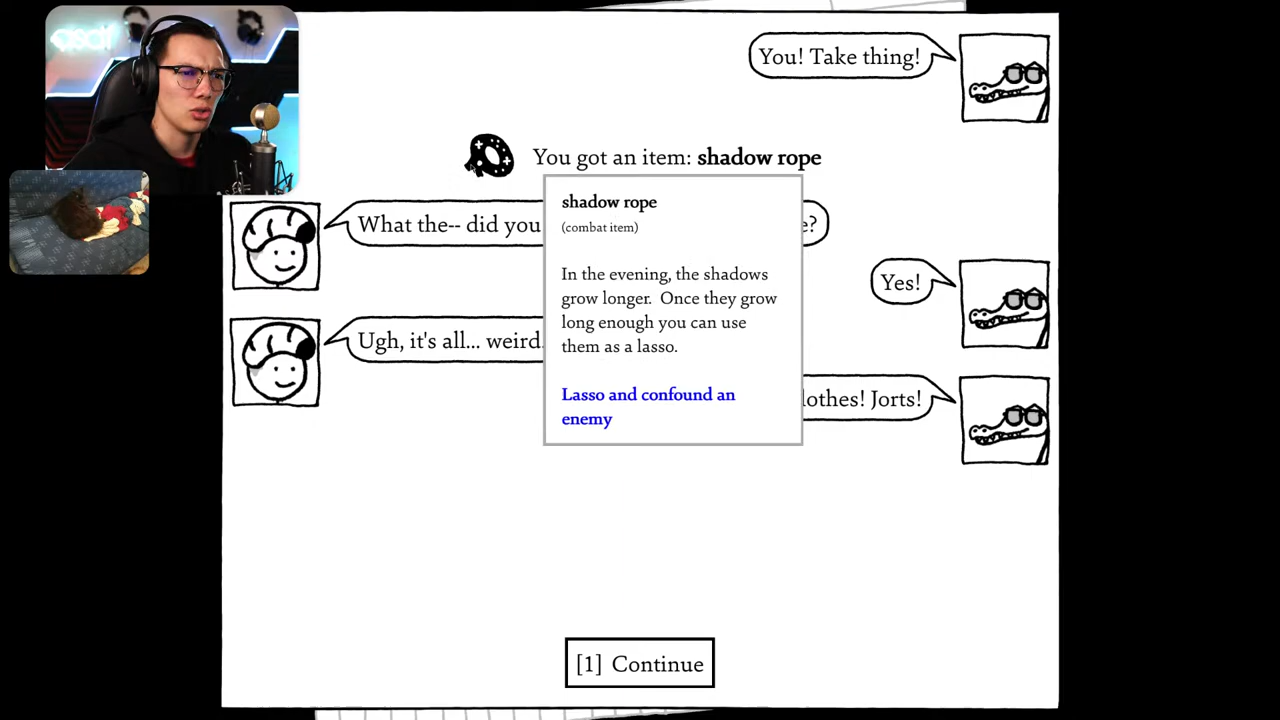 asdf
You! Take thing!
You got an item: shadow rope
What the-- did you
e?
shadow rope
(combat item)
In the evening, the shadows
grow longer. Once they grow
long enough you can use
them as a lasso.
Lasso and confound an
enemy
Yes!
Ugh, it's all... weird.
lothes! Jorts!
[1] Continue